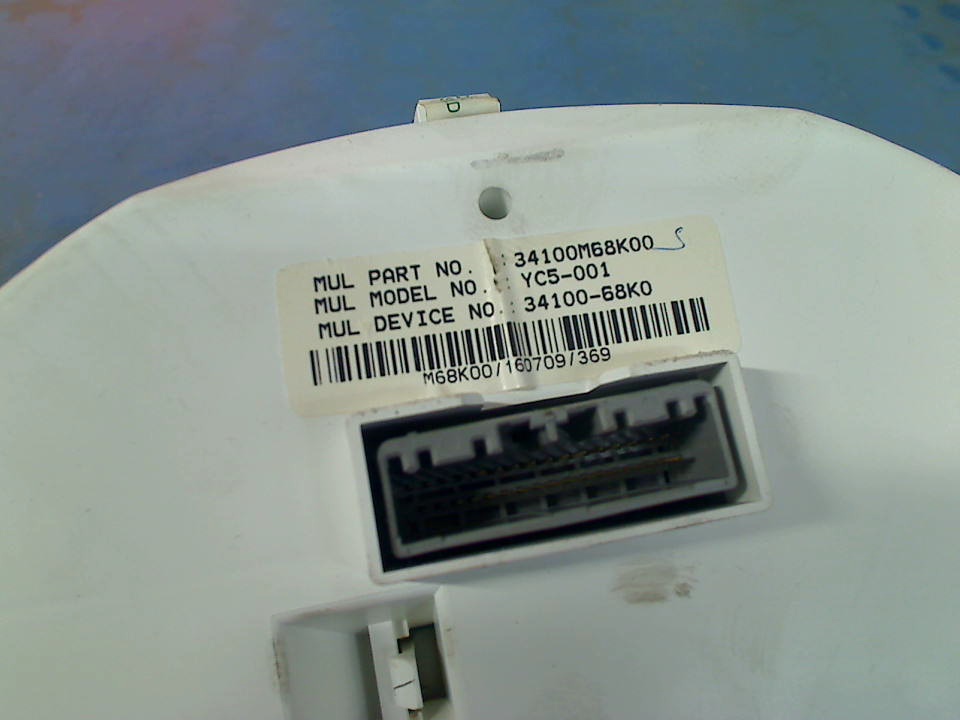 D
MUL PART NO. : 34100M68K00 S
MUL MODEL NO. : YC5-001
MUL DEVICE NO. : 34100-68K0
M68K00/160709/369